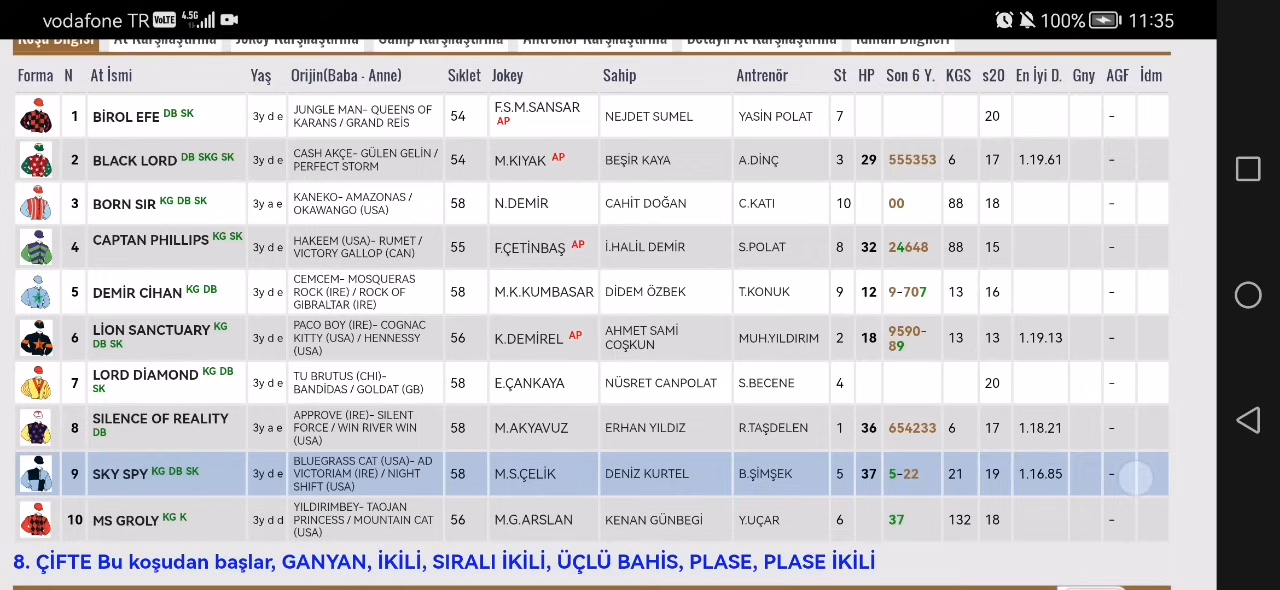 vodafone TR VoLTE 4.5G 100% 11:35
Koşu Bilgisi At Karşılaştırma Jokey Karşılaştırma Sahip Karşılaştırma Antrenör Karşılaştırma Detaylı At Karşılaştırma İdman Bilgileri
Forma N At İsmi Yaş Orijin(Baba - Anne) Sıklet Jokey Sahip Antrenör St HP Son 6 Y. KGS s20 En İyi D. Gny AGF İdm
1 BİROL EFE DB SK 3y d e JUNGLE MAN- QUEENS OF KARANS / GRAND REİS 54 F.S.M.SANSAR AP NEJDET SUMEL YASİN POLAT 7 20 -
2 BLACK LORD DB SKG SK 3y d e CASH AKÇE- GÜLEN GELİN / PERFECT STORM 54 M.KIYAK AP BEŞİR KAYA A.DİNÇ 3 29 555353 6 17 1.19.61 -
3 BORN SIR KG DB SK 3y a e KANEKO- AMAZONAS / OKAWANGO (USA) 58 N.DEMİR CAHİT DOĞAN C.KATI 10 00 88 18 -
4 CAPTAN PHILLIPS KG SK 3y d e HAKEEM (USA)- RUMET / VICTORY GALLOP (CAN) 55 F.ÇETİNBAŞ AP İ.HALİL DEMİR S.POLAT 8 32 24648 88 15 -
5 DEMİR CİHAN KG DB 3y d e CEMCEM- MOSQUERAS ROCK (IRE) / ROCK OF GIBRALTAR (IRE) 58 M.K.KUMBASAR DİDEM ÖZBEK T.KONUK 9 12 9-707 13 16 -
6 LİON SANCTUARY KG DB SK 3y d e PACO BOY (IRE)- COGNAC KITTY (USA) / HENNESSY (USA) 56 K.DEMİREL AP AHMET SAMİ COŞKUN MUH.YILDIRIM 2 18 9590-89 13 13 1.19.13 -
7 LORD DİAMOND KG DB SK 3y d e TU BRUTUS (CHI)- BANDİDAS / GOLDAT (GB) 58 E.ÇANKAYA NÜSRET CANPOLAT S.BECENE 4 20 -
8 SILENCE OF REALITY DB 3y a e APPROVE (IRE)- SILENT FORCE / WIN RIVER WIN (USA) 58 M.AKYAVUZ ERHAN YILDIZ R.TAŞDELEN 1 36 654233 6 17 1.18.21 -
9 SKY SPY KG DB SK 3y d e BLUEGRASS CAT (USA)- AD VICTORIAM (IRE) / NIGHT SHIFT (USA) 58 M.S.ÇELİK DENİZ KURTEL B.ŞİMŞEK 5 37 5-22 21 19 1.16.85 -
10 MS GROLY KG K 3y d d YILDIRIMBEY- TAOJAN PRINCESS / MOUNTAIN CAT (USA) 56 M.G.ARSLAN KENAN GÜNBEGİ Y.UÇAR 6 37 132 18 -
8. ÇİFTE Bu koşudan başlar, GANYAN, İKİLİ, SIRALI İKİLİ, ÜÇLÜ BAHİS, PLASE, PLASE İKİLİ